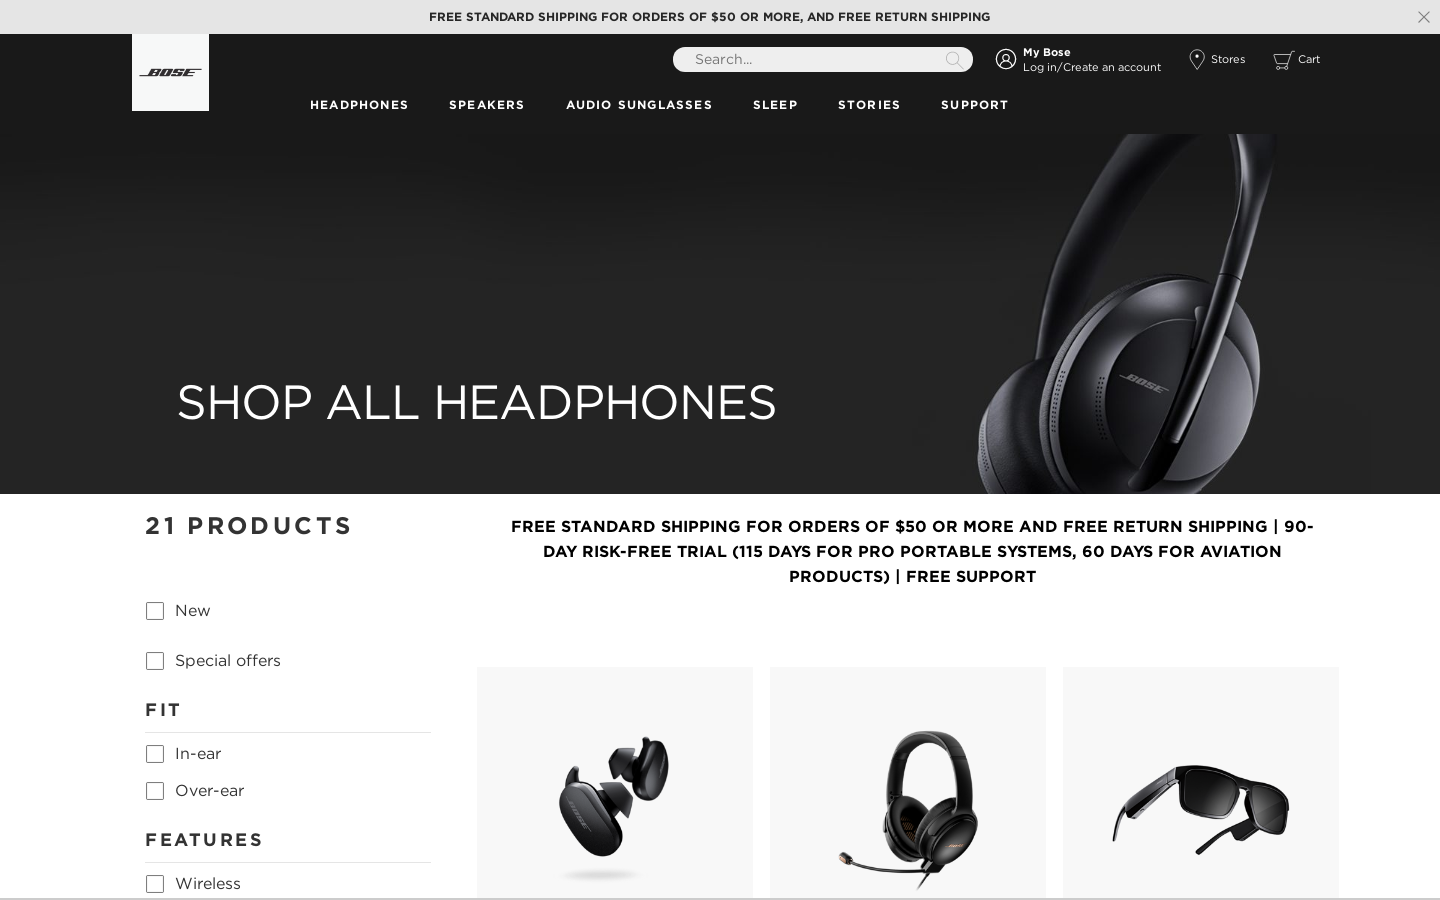 FREE STANDARD SHIPPING FOR ORDERS OF $50 OR MORE, AND FREE RETURN SHIPPING
BOSE
Search...
My Bose
Log in/Create an account
Stores
Cart
HEADPHONES
SPEAKERS
AUDIO SUNGLASSES
SLEEP
STORIES
SUPPORT
BOSE
SHOP ALL HEADPHONES
21 PRODUCTS
FREE STANDARD SHIPPING FOR ORDERS OF $50 OR MORE AND FREE RETURN SHIPPING | 90-
DAY RISK-FREE TRIAL (115 DAYS FOR PRO PORTABLE SYSTEMS, 60 DAYS FOR AVIATION
PRODUCTS) | FREE SUPPORT
New
Special offers
FIT
In-ear
Over-ear
FEATURES
Wireless
BOSE
BOSE